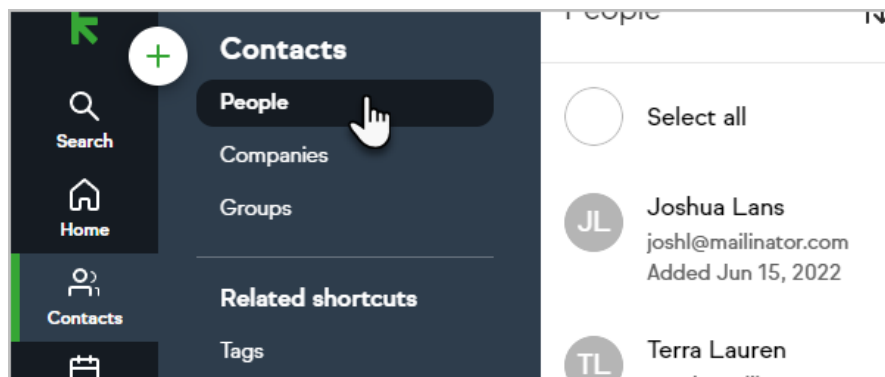 Contacts
People
Companies
Groups
Related shortcuts
Tags
Search
Home
Contacts
People
Select all
JL
Joshua Lans
joshl@mailinator.com
Added Jun 15, 2022
TL
Terra Lauren